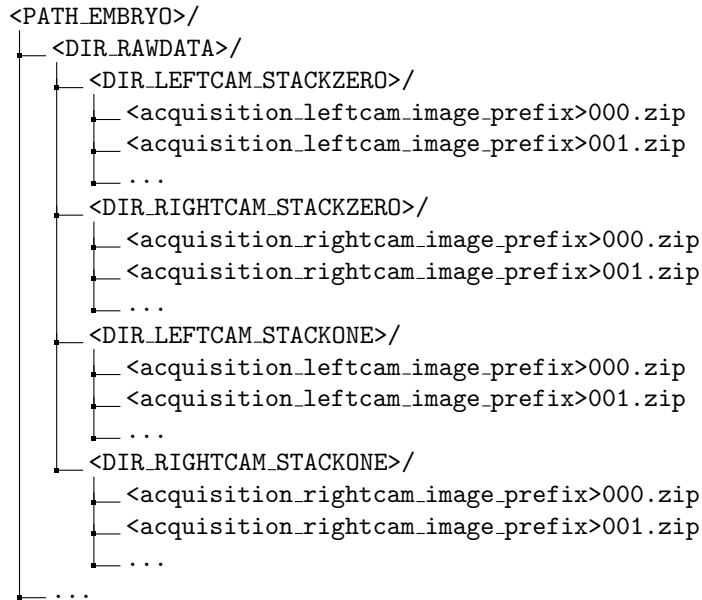 <PATH_EMBRYO>/
<DIR_RAWDATA>/
<DIR_LEFTCAM_STACKZERO>/
<acquisition_leftcam_image_prefix>000.zip
<acquisition_leftcam_image_prefix>001.zip
...
<DIR_RIGHTCAM_STACKZERO>/
<acquisition_rightcam_image_prefix>000.zip
<acquisition_rightcam_image_prefix>001.zip
...
<DIR_LEFTCAM_STACKONE>/
<acquisition_leftcam_image_prefix>000.zip
<acquisition_leftcam_image_prefix>001.zip
...
<DIR_RIGHTCAM_STACKONE>/
<acquisition_rightcam_image_prefix>000.zip
<acquisition_rightcam_image_prefix>001.zip
...
...